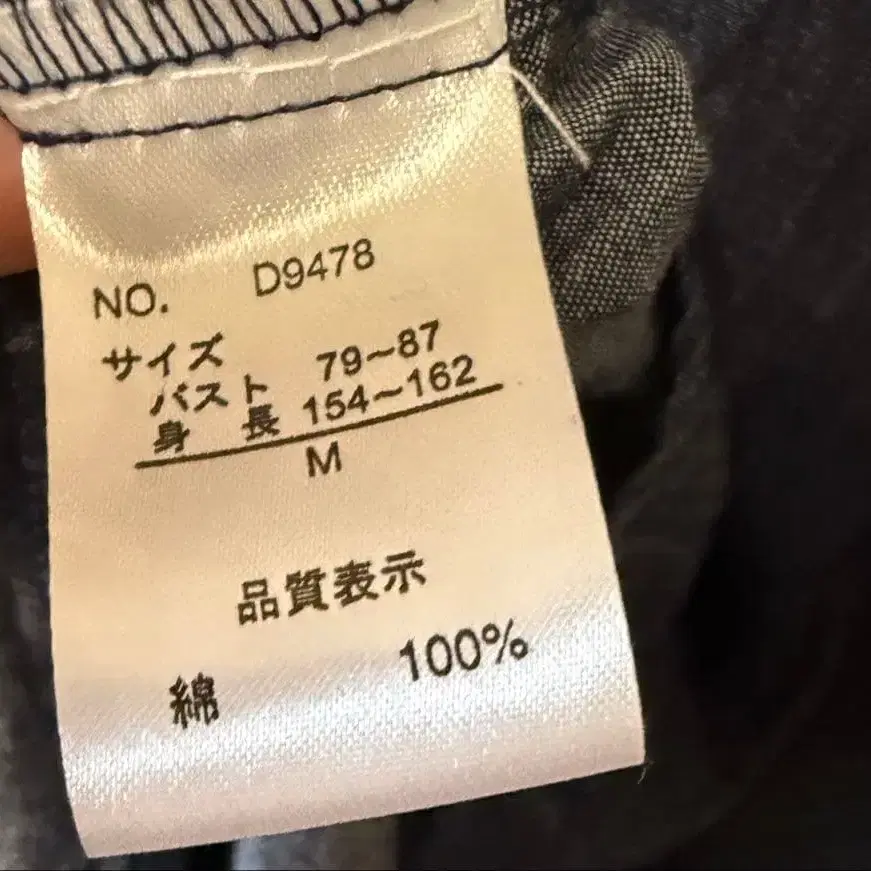 NO. D9478
サイズ
バスト 79~87
身長 154~162
M
品質表示
綿 100%